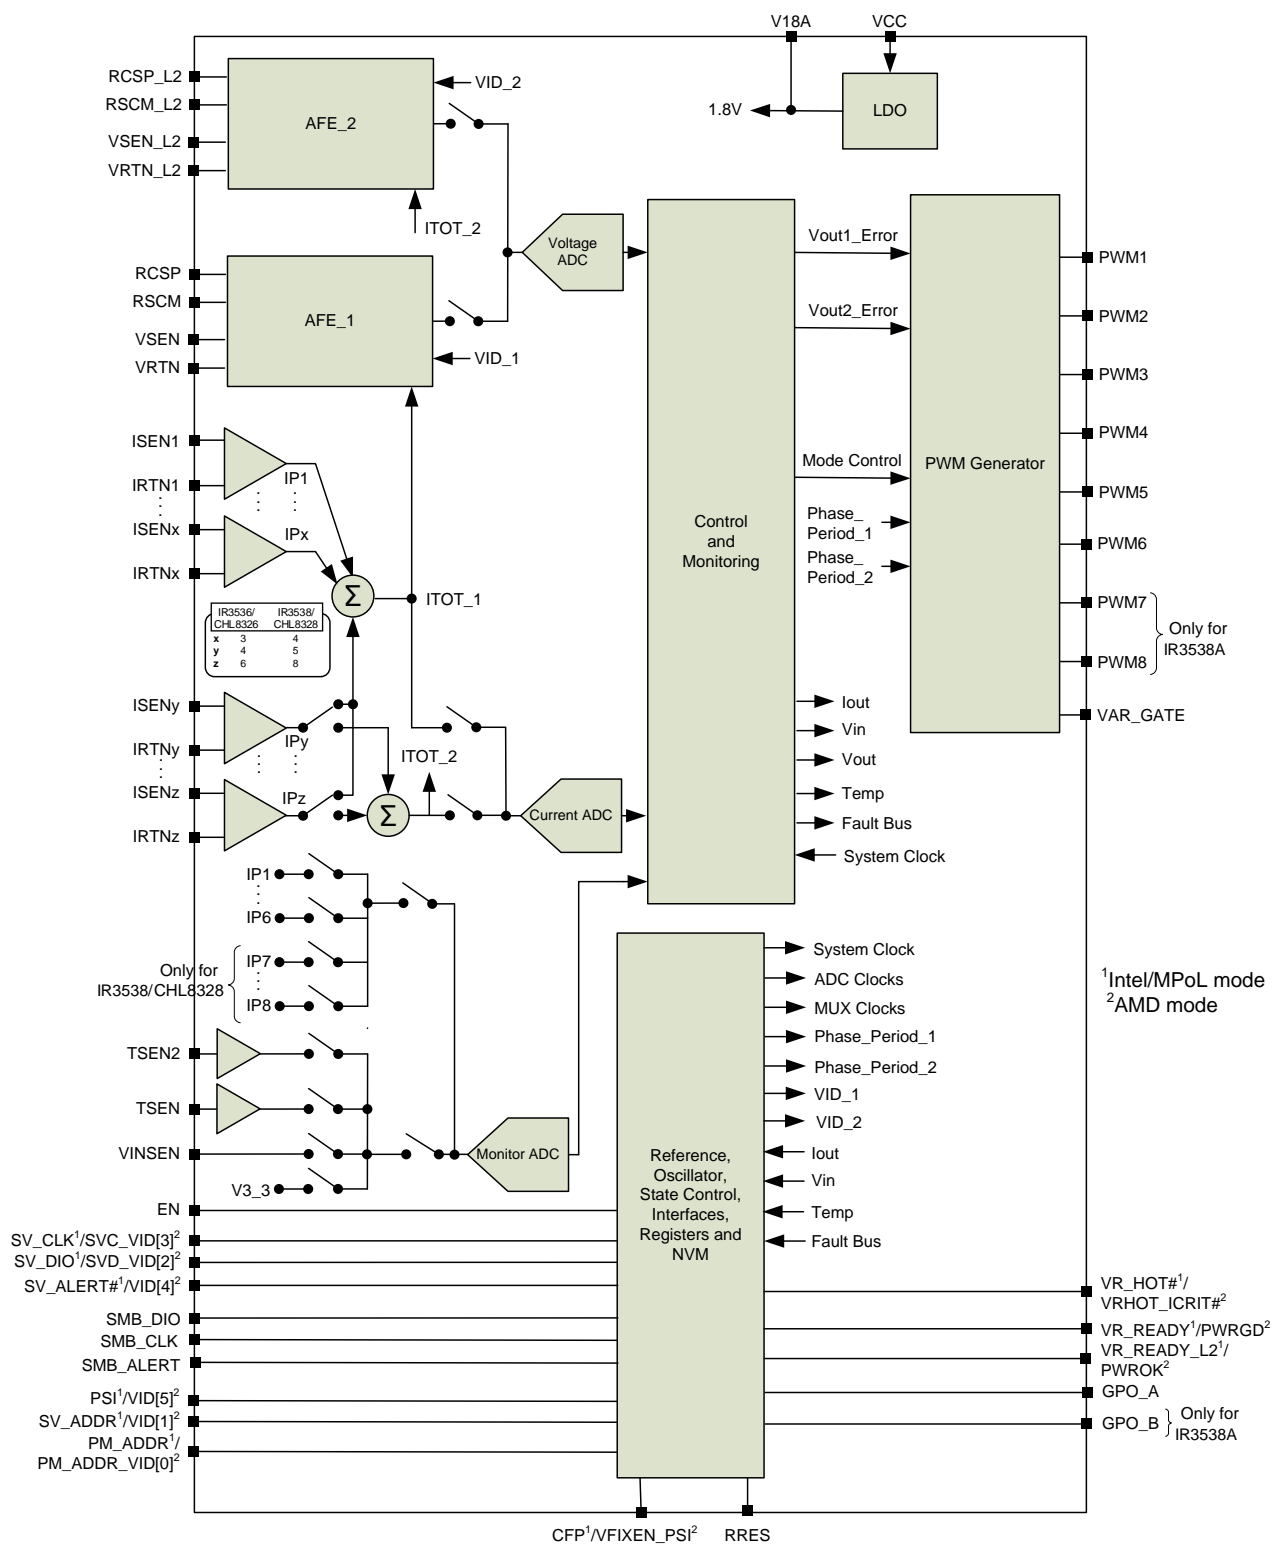 V18A
VCC
RCSP_L2
RSCM_L2
VSEN_L2
VRTN_L2
AFE_2
VID_2
ITOT_2
1.8V
LDO
RCSP
RSCM
VSEN
VRTN
AFE_1
VID_1
Voltage
ADC
Vout1_Error
Vout2_Error
Mode Control
Phase_
Period_1
Phase_
Period_2
Control
and
Monitoring
PWM Generator
PWM1
PWM2
PWM3
PWM4
PWM5
PWM6
PWM7
PWM8
Only for
IR3538A
VAR_GATE
ISEN1
IRTN1
ISENx
IRTNx
IP1
IPx
Σ
ITOT_1
IR3536/
CHL8326
IR3538/
CHL8328
x 3 4
y 4 5
z 6 8
ISENy
IRTNy
ISENz
IRTNz
IPy
IPz
Σ
ITOT_2
Current ADC
Iout
Vin
Vout
Temp
Fault Bus
System Clock
IP1
IP6
IP7
IP8
Only for
IR3538/CHL8328
TSEN2
TSEN
VINSEN
V3_3
Monitor ADC
EN
SV_CLK¹/SVC_VID[3]²
SV_DIO¹/SVD_VID[2]²
SV_ALERT#¹/VID[4]²
SMB_DIO
SMB_CLK
SMB_ALERT
PSI¹/VID[5]²
SV_ADDR¹/VID[1]²
PM_ADDR¹/
PM_ADDR_VID[0]²
Reference,
Oscillator,
State Control,
Interfaces,
Registers and
NVM
System Clock
ADC Clocks
MUX Clocks
Phase_Period_1
Phase_Period_2
VID_1
VID_2
Iout
Vin
Temp
Fault Bus
¹Intel/MPoL mode
²AMD mode
VR_HOT#¹/
VRHOT_ICRIT#²
VR_READY¹/PWRGD²
VR_READY_L2¹/
PWROK²
GPO_A
GPO_B
Only for
IR3538A
CFP¹/VFIXEN_PSI²
RRES